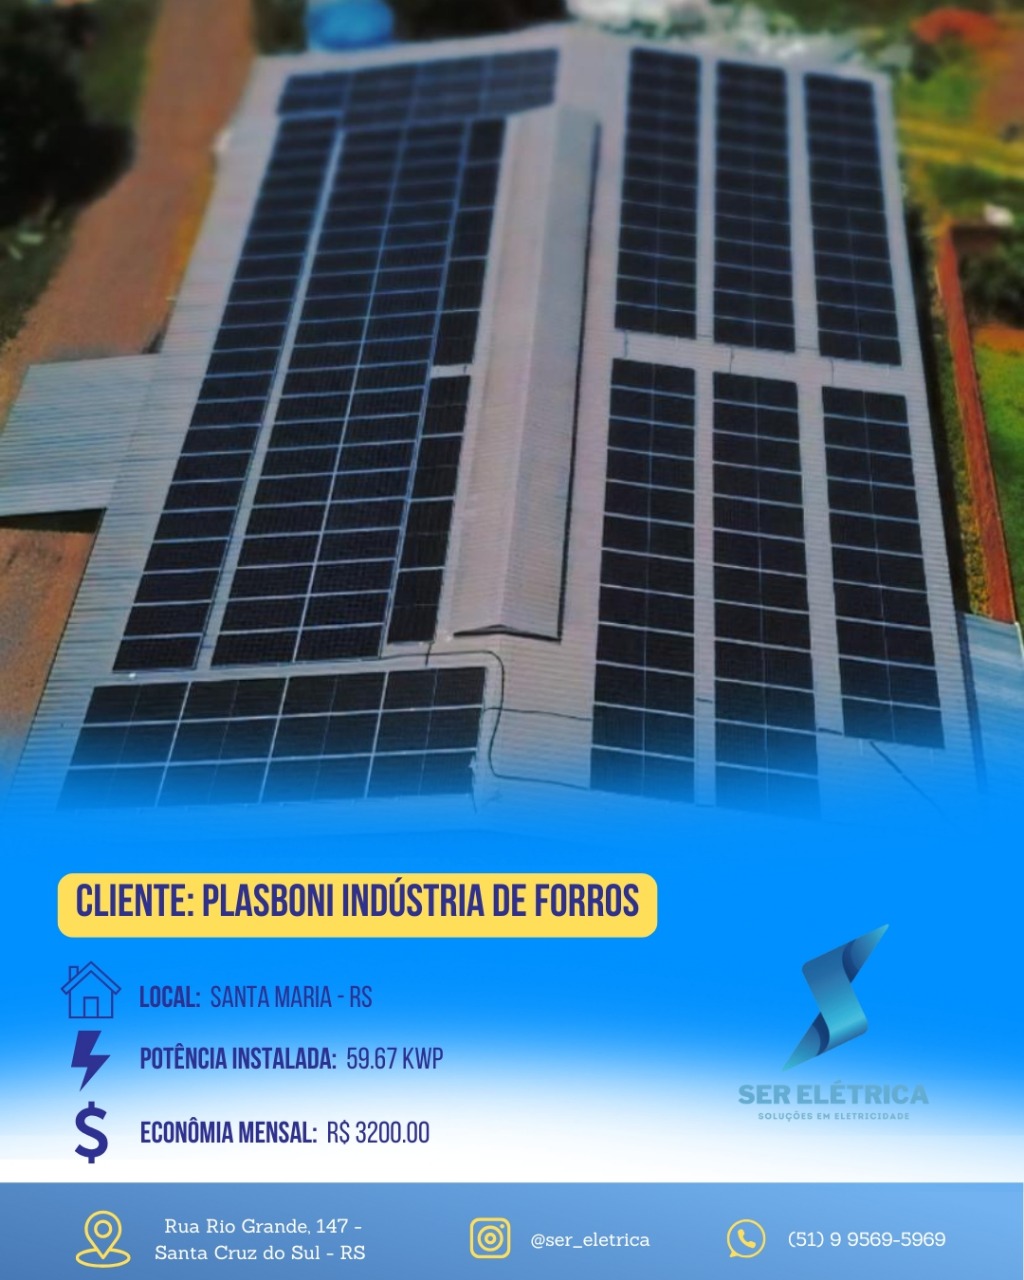 CLIENTE: PLASBONI INDÚSTRIA DE FORROS
LOCAL: SANTA MARIA - RS
POTÊNCIA INSTALADA: 59.67 KWP
ECONÔMIA MENSAL: R$ 3200.00
SER ELÉTRICA
SOLUÇÕES EM ELETRICIDADE
Rua Rio Grande, 147 -
Santa Cruz do Sul - RS
@ser_eletrica
(51) 9 9569-5969